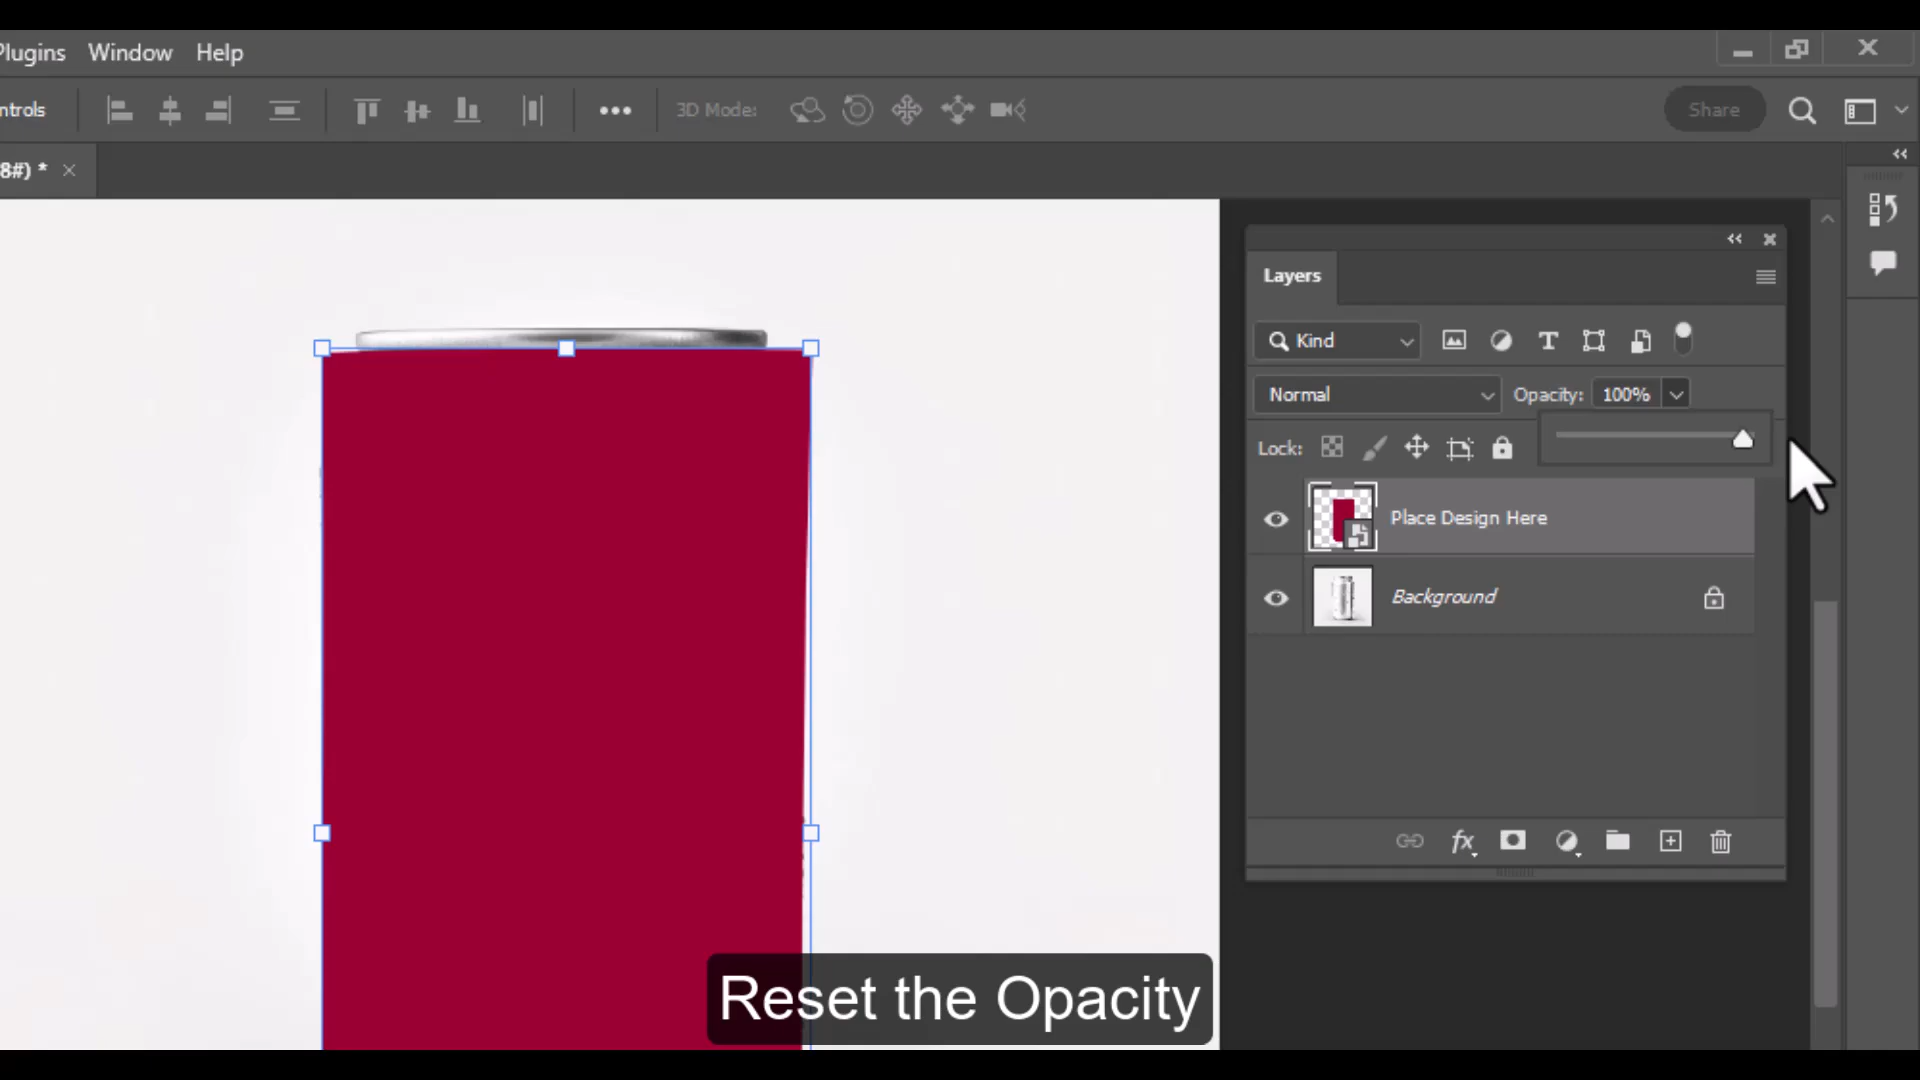 Plugins Window Help
ntrols 3D Mode: Share
8#) *
Layers
Kind
Normal Opacity: 100%
Lock:
Place Design Here
Background
fx
Reset the Opacity